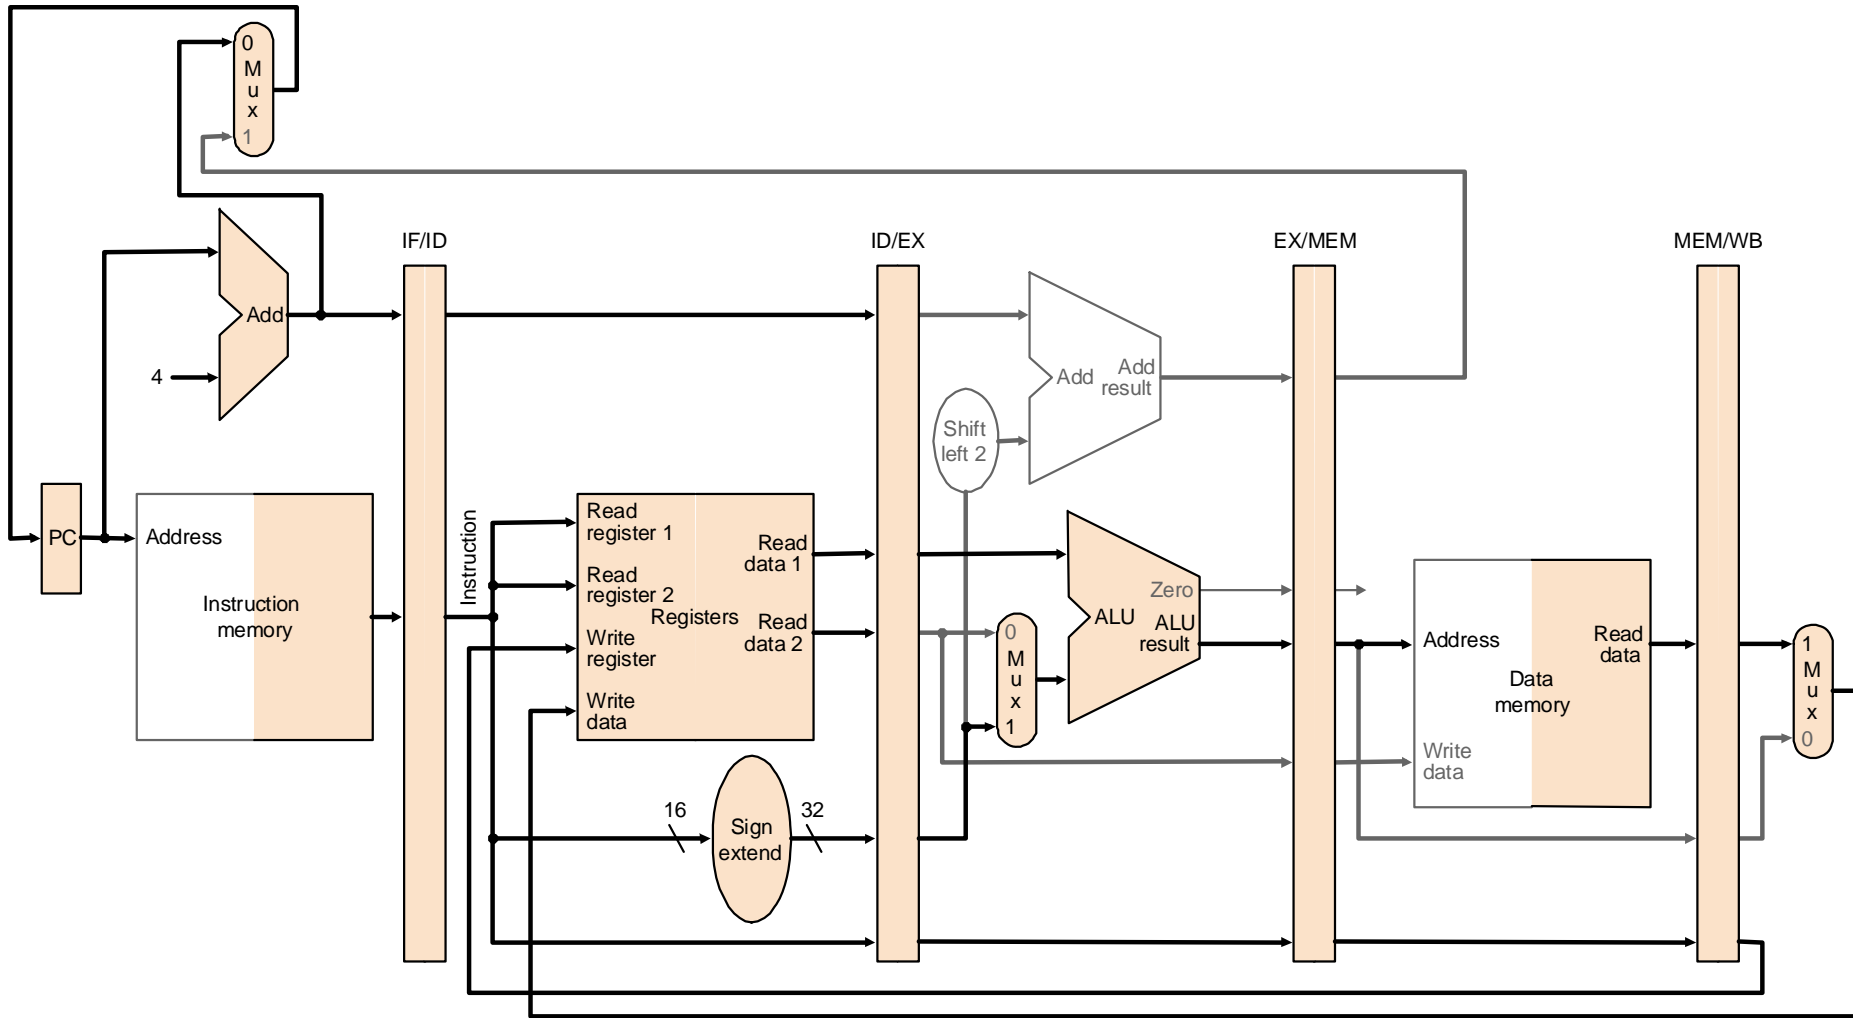 0
M
u
x
1
IF/ID
ID/EX
EX/MEM
MEM/WB
Add
4
Add
Add
result
Shift
left 2
PC
Address
Instruction
memory
Instruction
Read
register 1
Read
register 2
Write
register
Write
data
Registers
Read
data 1
Read
data 2
16
Sign
extend
32
0
M
u
x
1
Zero
ALU
ALU
result
Address
Read
data
Data
memory
Write
data
1
M
u
x
0